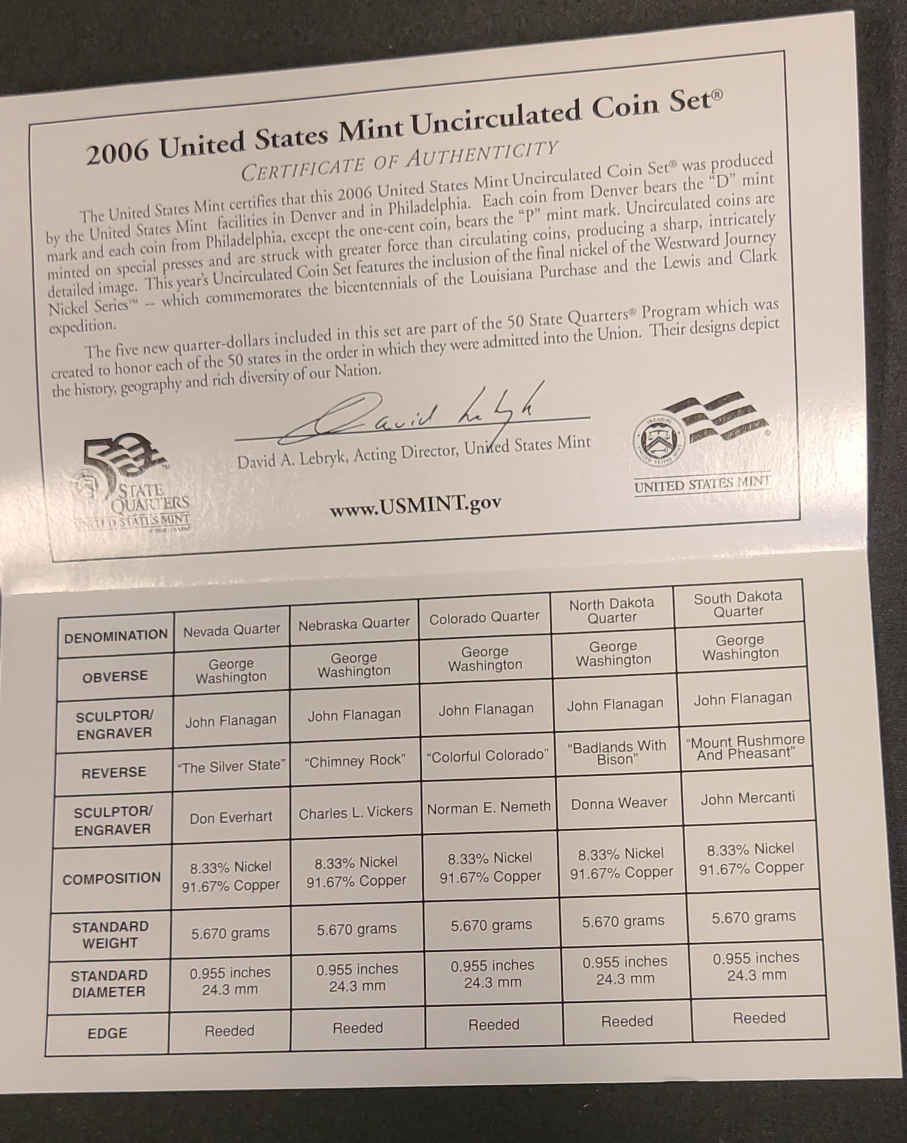 2006 United States Mint Uncirculated Coin Set®
CERTIFICATE OF AUTHENTICITY
The United States Mint certifies that this 2006 United States Mint Uncirculated Coin Set® was produced
by the United States Mint facilities in Denver and in Philadelphia. Each coin from Denver bears the “D” mint
mark and each coin from Philadelphia, except the one-cent coin, bears the “P” mint mark. Uncirculated coins are
minted on special presses and are struck with greater force than circulating coins, producing a sharp, intricately
detailed image. This year's Uncirculated Coin Set features the inclusion of the final nickel of the Westward Journey
Nickel Series™ -- which commemorates the bicentennials of the Louisiana Purchase and the Lewis and Clark
expedition.
The five new quarter-dollars included in this set are part of the 50 State Quarters® Program which was
created to honor each of the 50 states in the order in which they were admitted into the Union. Their designs depict
the history, geography and rich diversity of our Nation.
David Lebryk
David A. Lebryk, Acting Director, United States Mint
www.USMINT.gov
50
STATE
QUARTERS
UNITED STATES MINT
UNITED STATES MINT
DENOMINATION Nevada Quarter Nebraska Quarter Colorado Quarter North Dakota Quarter South Dakota Quarter
OBVERSE George Washington George Washington George Washington George Washington George Washington
SCULPTOR/ENGRAVER John Flanagan John Flanagan John Flanagan John Flanagan John Flanagan
REVERSE “The Silver State” “Chimney Rock” “Colorful Colorado” “Badlands With Bison” “Mount Rushmore And Pheasant”
SCULPTOR/ENGRAVER Don Everhart Charles L. Vickers Norman E. Nemeth Donna Weaver John Mercanti
COMPOSITION 8.33% Nickel 91.67% Copper 8.33% Nickel 91.67% Copper 8.33% Nickel 91.67% Copper 8.33% Nickel 91.67% Copper 8.33% Nickel 91.67% Copper
STANDARD WEIGHT 5.670 grams 5.670 grams 5.670 grams 5.670 grams 5.670 grams
STANDARD DIAMETER 0.955 inches 24.3 mm 0.955 inches 24.3 mm 0.955 inches 24.3 mm 0.955 inches 24.3 mm 0.955 inches 24.3 mm
EDGE Reeded Reeded Reeded Reeded Reeded